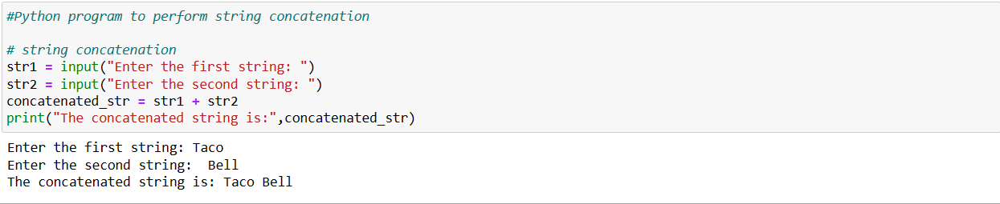 #Python program to perform string concatenation
# string concatenation
str1 = input("Enter the first string: ")
str2 = input("Enter the second string: ")
concatenated_str = str1 + str2
print("The concatenated string is:",concatenated_str)
Enter the first string: Taco
Enter the second string:  Bell
The concatenated string is: Taco Bell